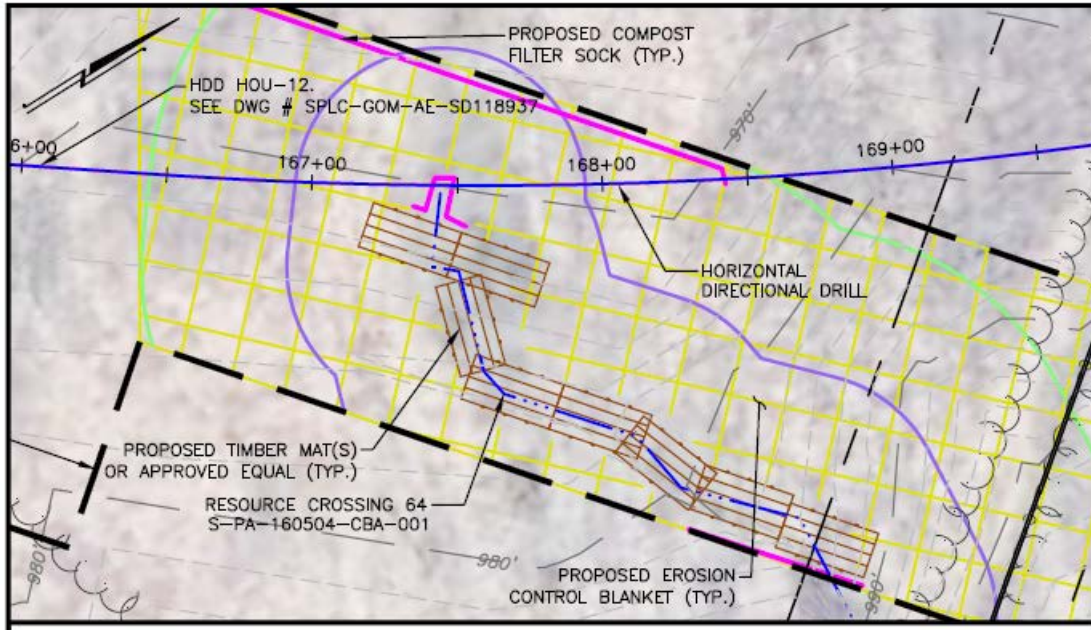 PROPOSED COMPOST
FILTER SOCK (TYP.)
HDD HOU-12.
SEE DWG # SPLC-GOM-AE-SD118937
970'
6+00
167+00
168+00
169+00
HORIZONTAL
DIRECTIONAL DRILL
PROPOSED TIMBER MAT(S)
OR APPROVED EQUAL (TYP.)
RESOURCE CROSSING 64
S-PA-160504-CBA-001
980'
980'
PROPOSED EROSION
CONTROL BLANKET (TYP.)
990'